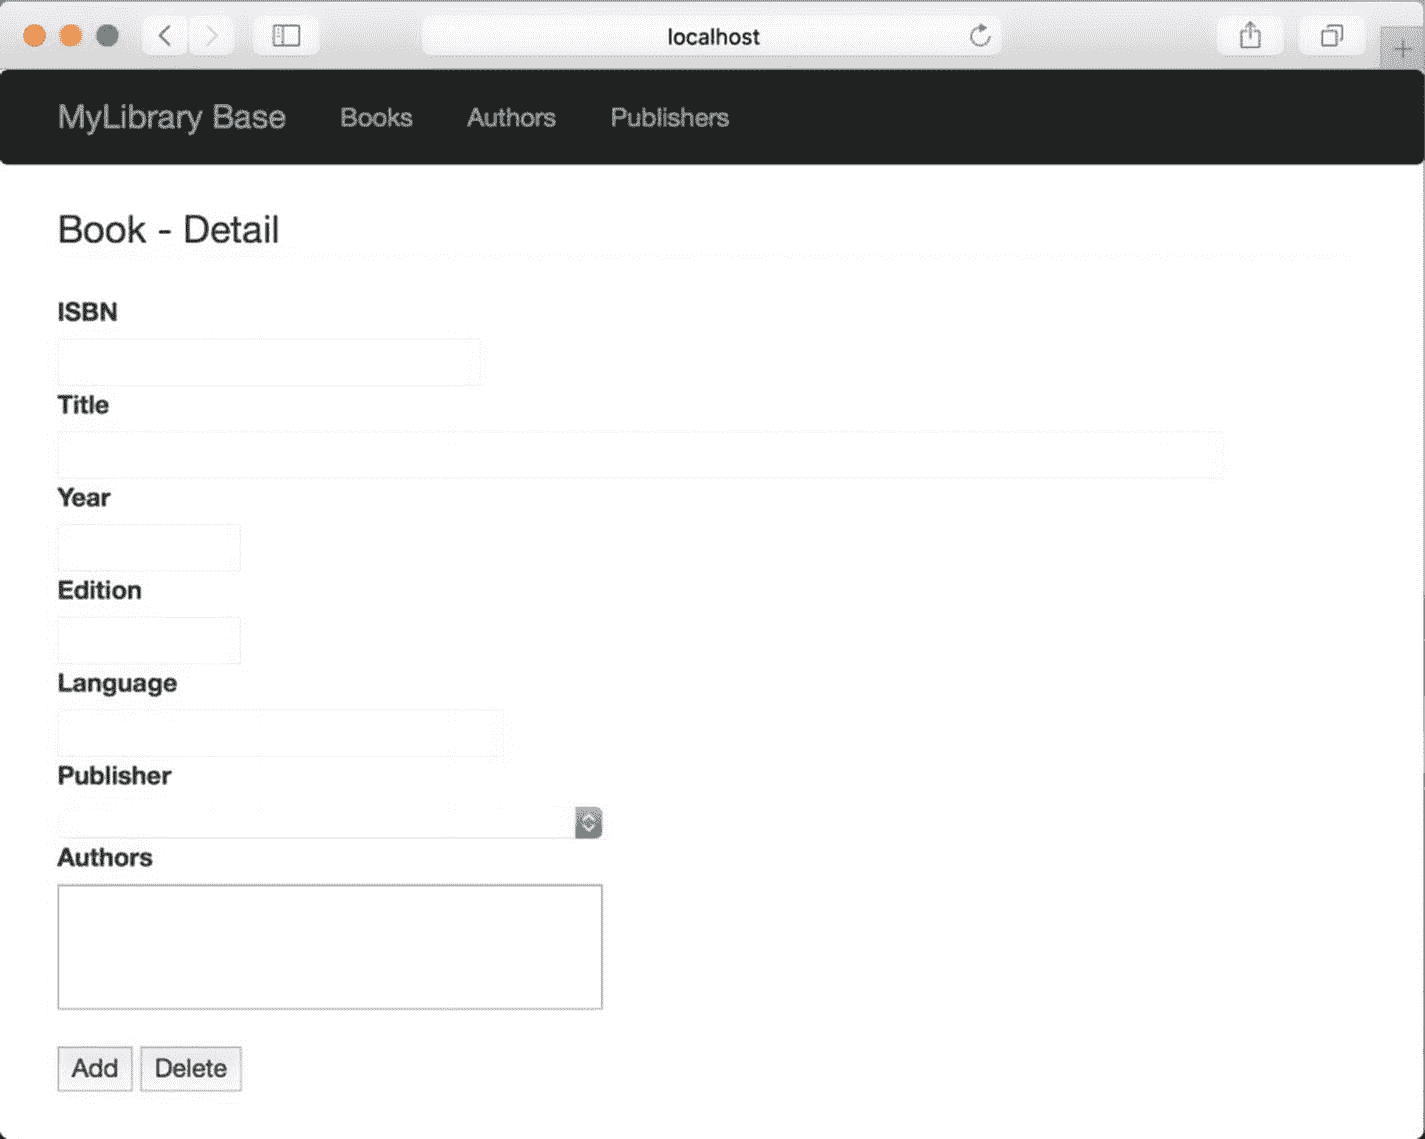 localhost
MyLibrary Base Books Authors Publishers
Book - Detail
ISBN
Title
Year
Edition
Language
Publisher
Authors
Add Delete